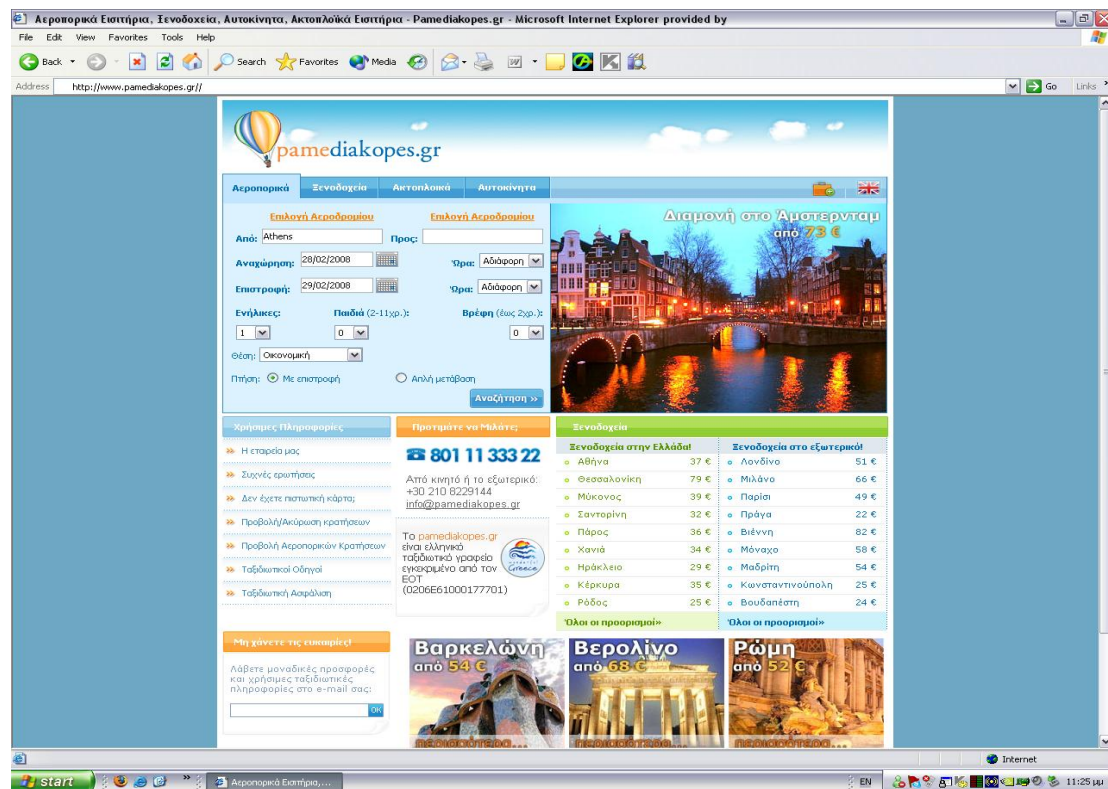 Αεροπορικά Εισιτήρια, Ξενοδοχεία, Αυτοκίνητα, Ακτοπλοϊκά Εισιτήρια - Pamediakopes.gr - Microsoft Internet Explorer provided by
File Edit View Favorites Tools Help
Back Search Favorites Media
Address http://www.pamediakopes.gr// Go Links
pamediakopes.gr
Αεροπορικά Ξενοδοχεία Ακτοπλοικά Αυτοκίνητα
Επιλογή Αεροδρομίου Επιλογή Αεροδρομίου
Από: Athens Προς:
Αναχώρηση: 28/02/2008 Ώρα: Αδιάφορη
Επιστροφή: 29/02/2008 Ώρα: Αδιάφορη
Ενήλικες: Παιδιά (2-11χρ.): Βρέφη (έως 2χρ.):
1 0 0
Θέση: Οικονομική
Πτήση: Με επιστροφή Απλή μετάβαση
Αναζήτηση »
Διαμονή στο Άμστερνταμ
από 73 €
Χρήσιμες Πληροφορίες
Η εταιρεία μας
Συχνές ερωτήσεις
Δεν έχετε πιστωτική κάρτα;
Προβολή/Ακύρωση κρατήσεων
Προβολή Αεροπορικών Κρατήσεων
Ταξιδιωτικοί Οδηγοί
Ταξιδιωτική Ασφάλιση
Προτιμάτε να Μιλάτε;
801 11 333 22
Από κινητό ή το εξωτερικό:
+30 210 8229144
info@pamediakopes.gr
Το pamediakopes.gr
είναι ελληνικό
ταξιδιωτικό γραφείο
εγκεκριμένο από τον
ΕΟΤ
(0206E61000177701)
Greece
Ξενοδοχεία
Ξενοδοχεία στην Ελλάδα!
Αθήνα 37 €
Θεσσαλονίκη 79 €
Μύκονος 39 €
Σαντορίνη 32 €
Πάρος 36 €
Χανιά 34 €
Ηράκλειο 29 €
Κέρκυρα 35 €
Ρόδος 25 €
Όλοι οι προορισμοί»
Ξενοδοχεία στο εξωτερικό!
Λονδίνο 51 €
Μιλάνο 66 €
Παρίσι 49 €
Πράγα 22 €
Βιέννη 82 €
Μόναχο 58 €
Μαδρίτη 54 €
Κωνσταντινούπολη 25 €
Βουδαπέστη 24 €
Όλοι οι προορισμοί»
Μη χάνετε τις ευκαιρίες!
Λάβετε μοναδικές προσφορές
και χρήσιμες ταξιδιωτικές
πληροφορίες στο e-mail σας:
OK
Βαρκελώνη
από 54 €
περισσότερα...
Βερολίνο
από 68 €
περισσότερα...
Ρώμη
από 52 €
περισσότερα...
Internet
start Αεροπορικά Εισιτήρια,... EN 11:25 μμ